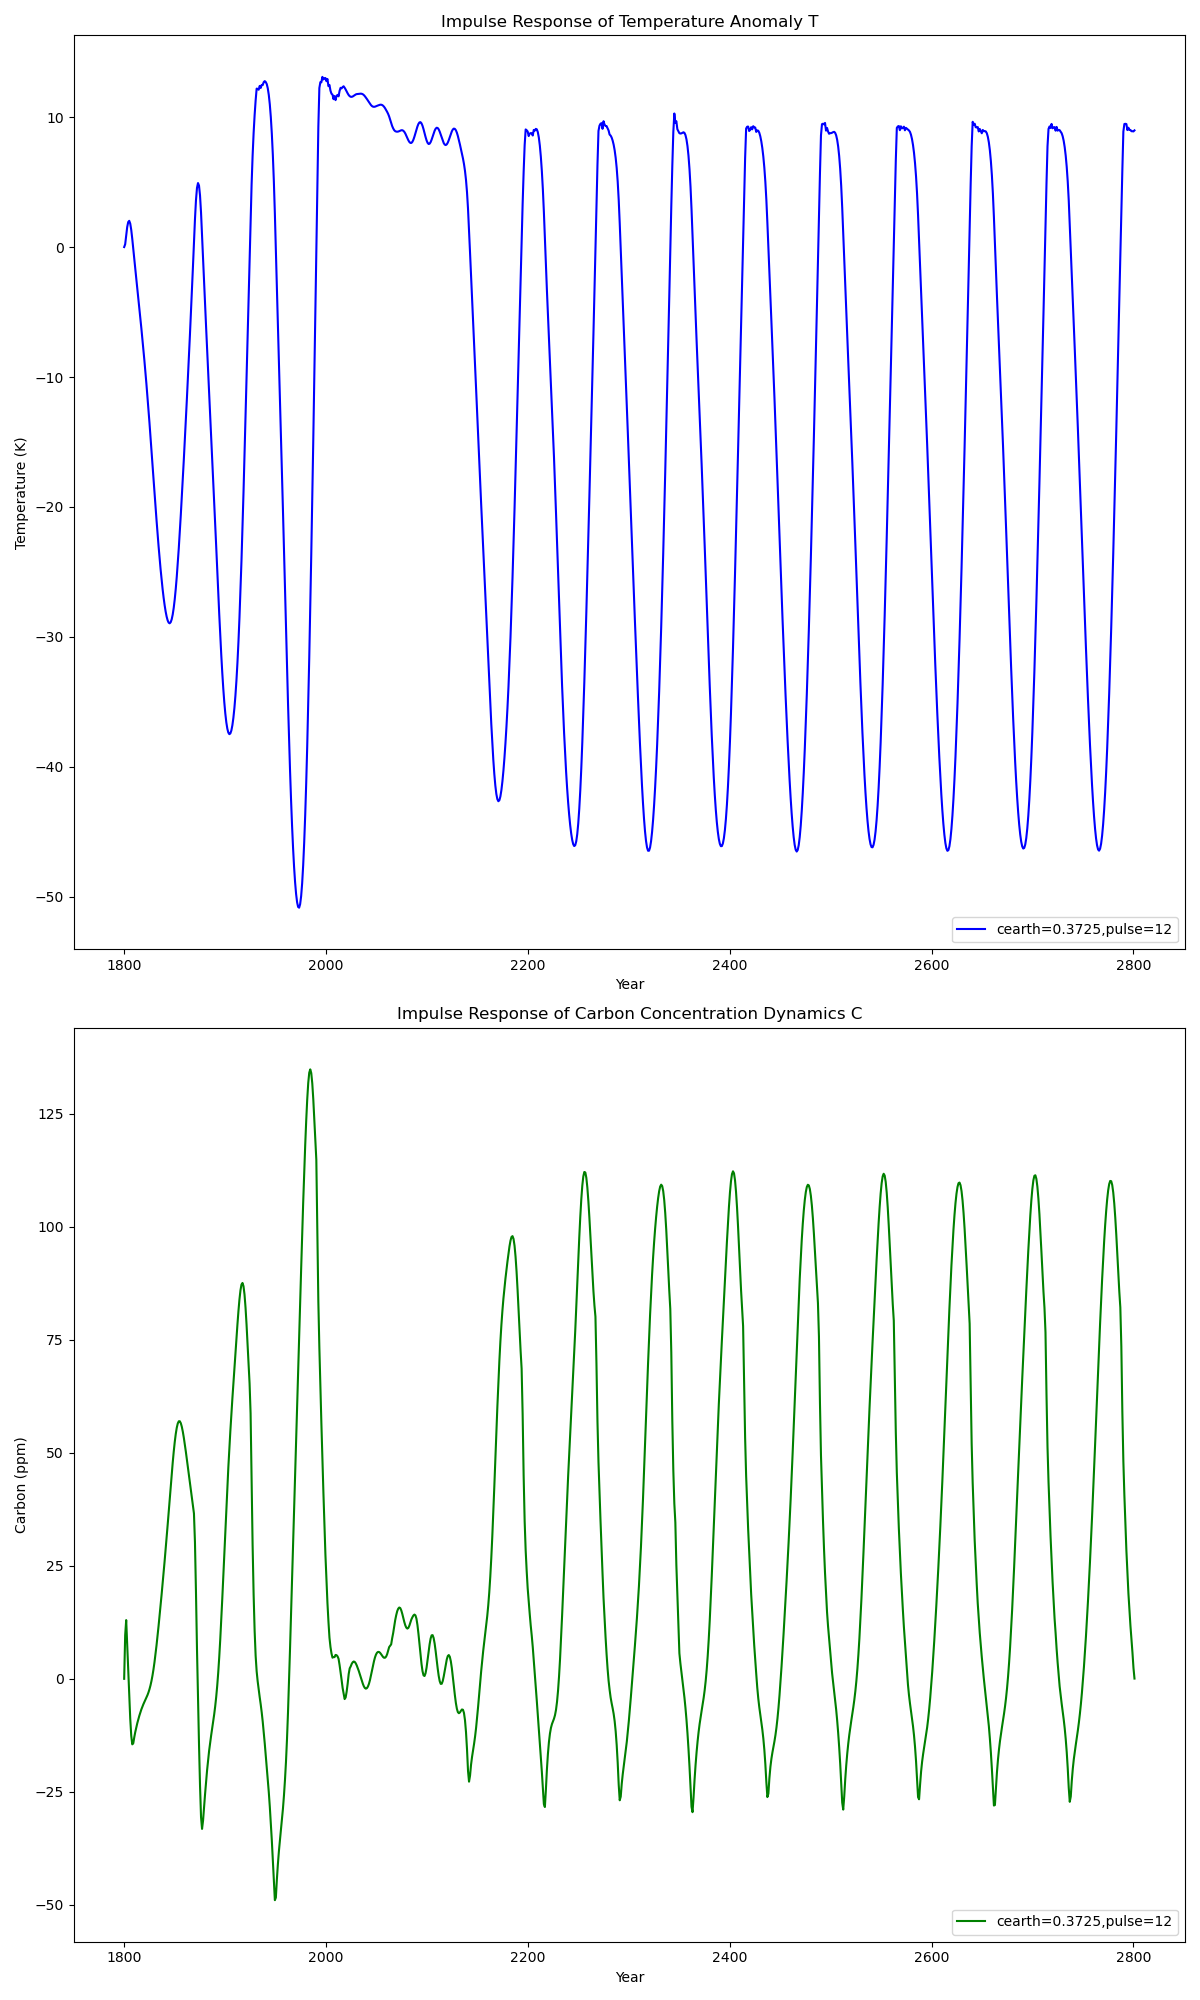 Impulse Response of Temperature Anomaly T
10
0
−10
−20
−30
−40
−50
Temperature (K)
cearth=0.3725,pulse=12
1800 2000 2200 2400 2600 2800
Year
Impulse Response of Carbon Concentration Dynamics C
125
100
75
50
25
0
−25
−50
Carbon (ppm)
cearth=0.3725,pulse=12
1800 2000 2200 2400 2600 2800
Year